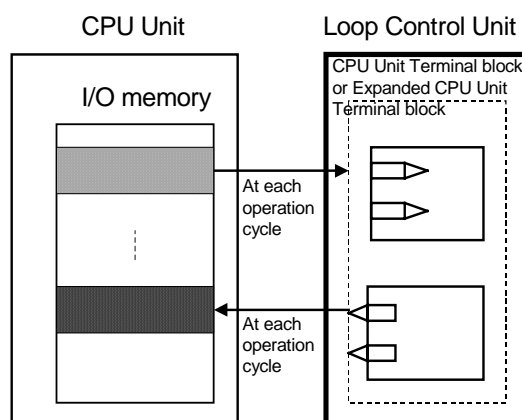 CPU Unit
Loop Control Unit
CPU Unit Terminal block
or Expanded CPU Unit
Terminal block
I/O memory
At each
operation
cycle
At each
operation
cycle